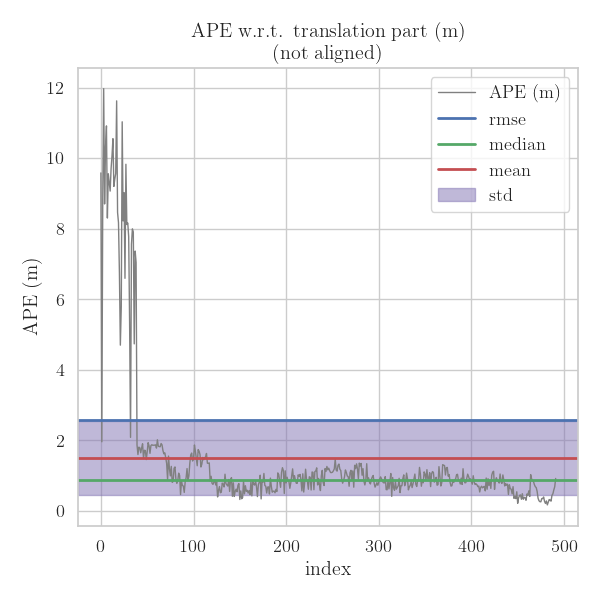 APE w.r.t. translation part (m)
(not aligned)
APE (m)
rmse
median
mean
std
12
10
8
6
4
2
0
APE (m)
0 100 200 300 400 500
index